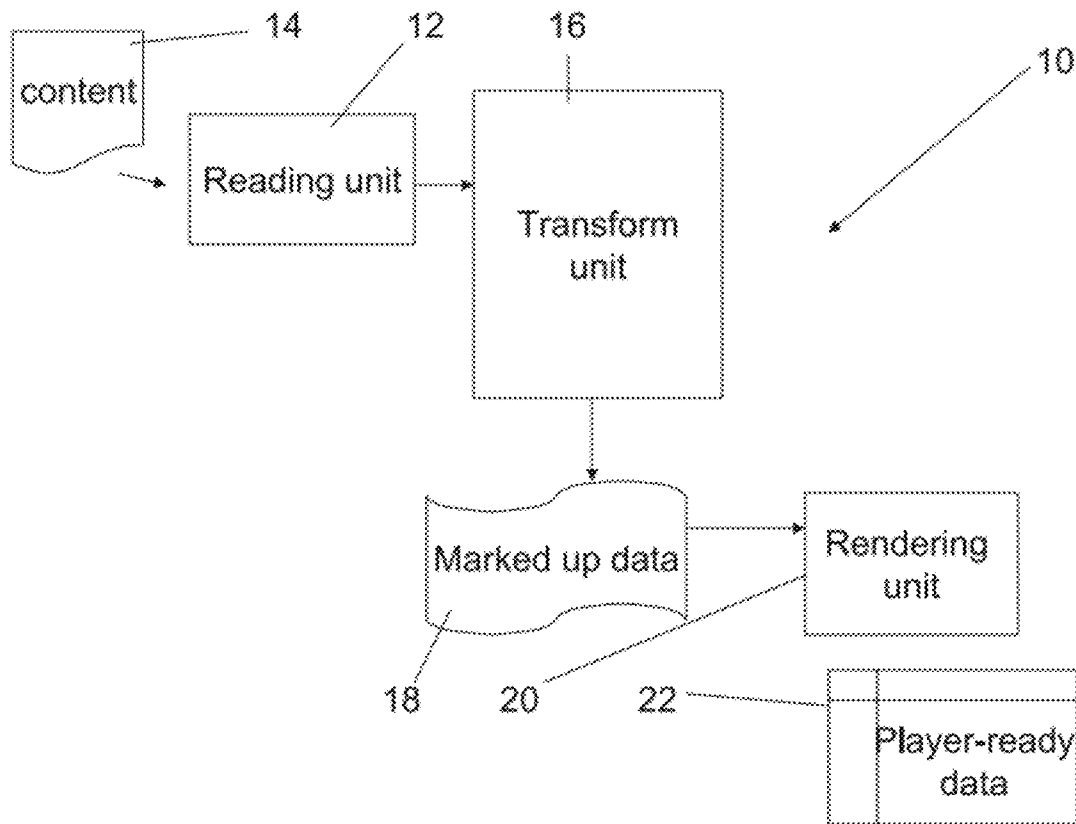 14
12
16
10
content
Reading unit
Transform
unit
Marked up data
Rendering
unit
18
20
22
Player-ready
data